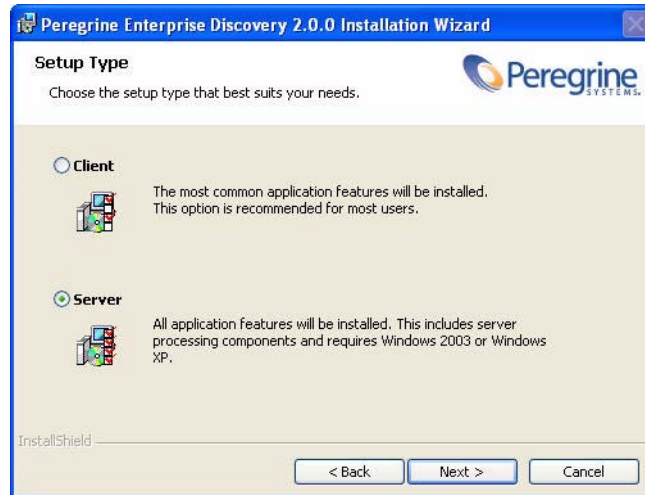 Peregrine Enterprise Discovery 2.0.0 Installation Wizard
Setup Type
Choose the setup type that best suits your needs.
Peregrine
SYSTEMS.
Client
The most common application features will be installed.
This option is recommended for most users.
Server
All application features will be installed. This includes server
processing components and requires Windows 2003 or Windows
XP.
InstallShield
< Back
Next >
Cancel